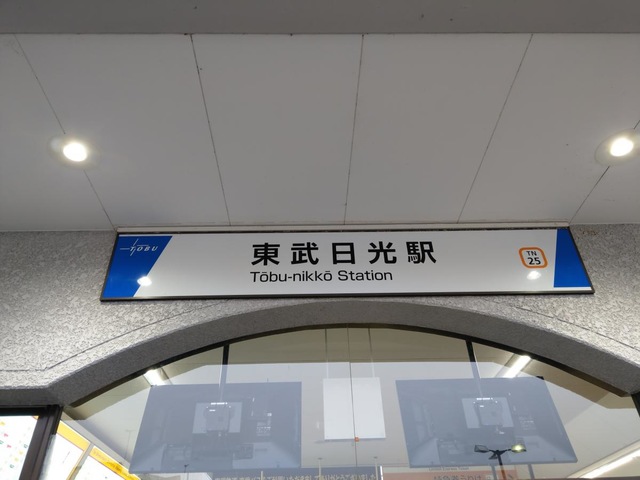 TOBU
東武日光駅
Tōbu-nikkō Station
TN
25